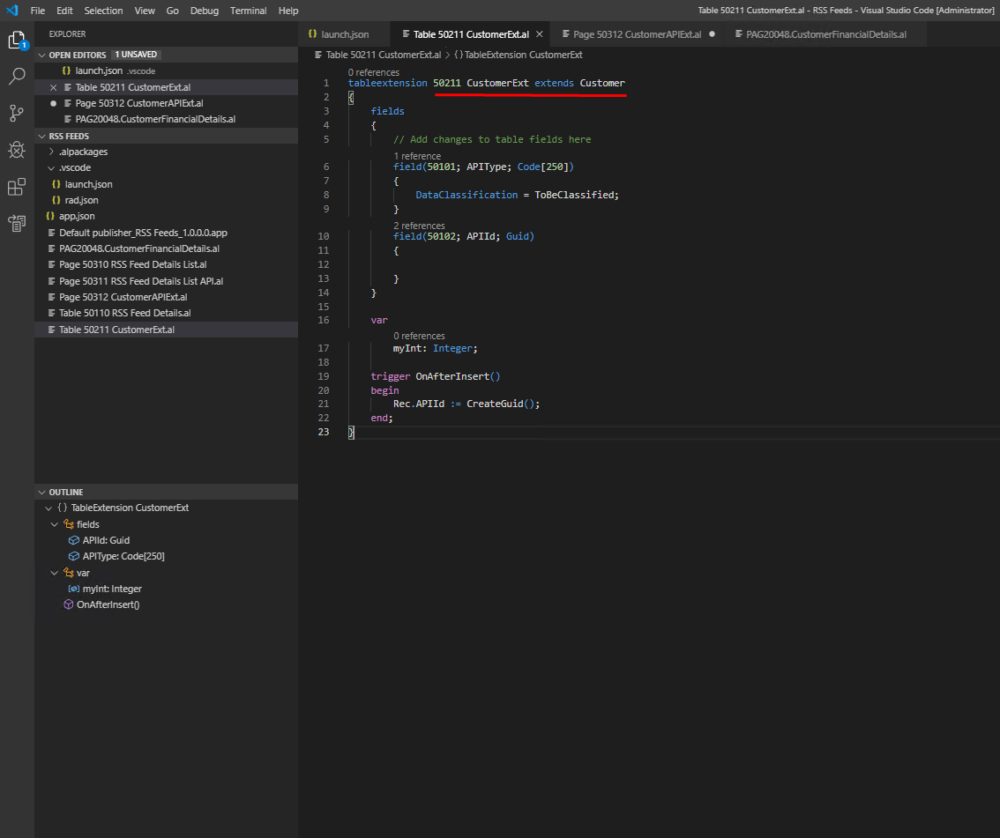 File Edit Selection View Go Debug Terminal Help
Table 50211 CustomerExt.al - RSS Feeds - Visual Studio Code [Administrator]
1
EXPLORER
OPEN EDITORS 1 UNSAVED
launch.json .vscode
Table 50211 CustomerExt.al
Page 50312 CustomerAPIExt.al
PAG20048.CustomerFinancialDetails.al
RSS FEEDS
.alpackages
.vscode
launch.json
rad.json
app.json
Default publisher_RSS Feeds_1.0.0.0.app
PAG20048.CustomerFinancialDetails.al
Page 50310 RSS Feed Details List.al
Page 50311 RSS Feed Details List API.al
Page 50312 CustomerAPIExt.al
Table 50110 RSS Feed Details.al
Table 50211 CustomerExt.al
OUTLINE
{} TableExtension CustomerExt
fields
APIId: Guid
APIType: Code[250]
var
myInt: Integer
OnAfterInsert()
launch.json Table 50211 CustomerExt.al Page 50312 CustomerAPIExt.al PAG20048.CustomerFinancialDetails.al
Table 50211 CustomerExt.al > {} TableExtension CustomerExt
0 references
1 tableextension 50211 CustomerExt extends Customer
2 {
3 fields
4 {
5 // Add changes to table fields here
1 reference
6 field(50101; APIType; Code[250])
7 {
8 DataClassification = ToBeClassified;
9 }
2 references
10 field(50102; APIId; Guid)
11 {
12
13 }
14 }
15
16 var
0 references
17 myInt: Integer;
18
19 trigger OnAfterInsert()
20 begin
21 Rec.APIId := CreateGuid();
22 end;
23 }